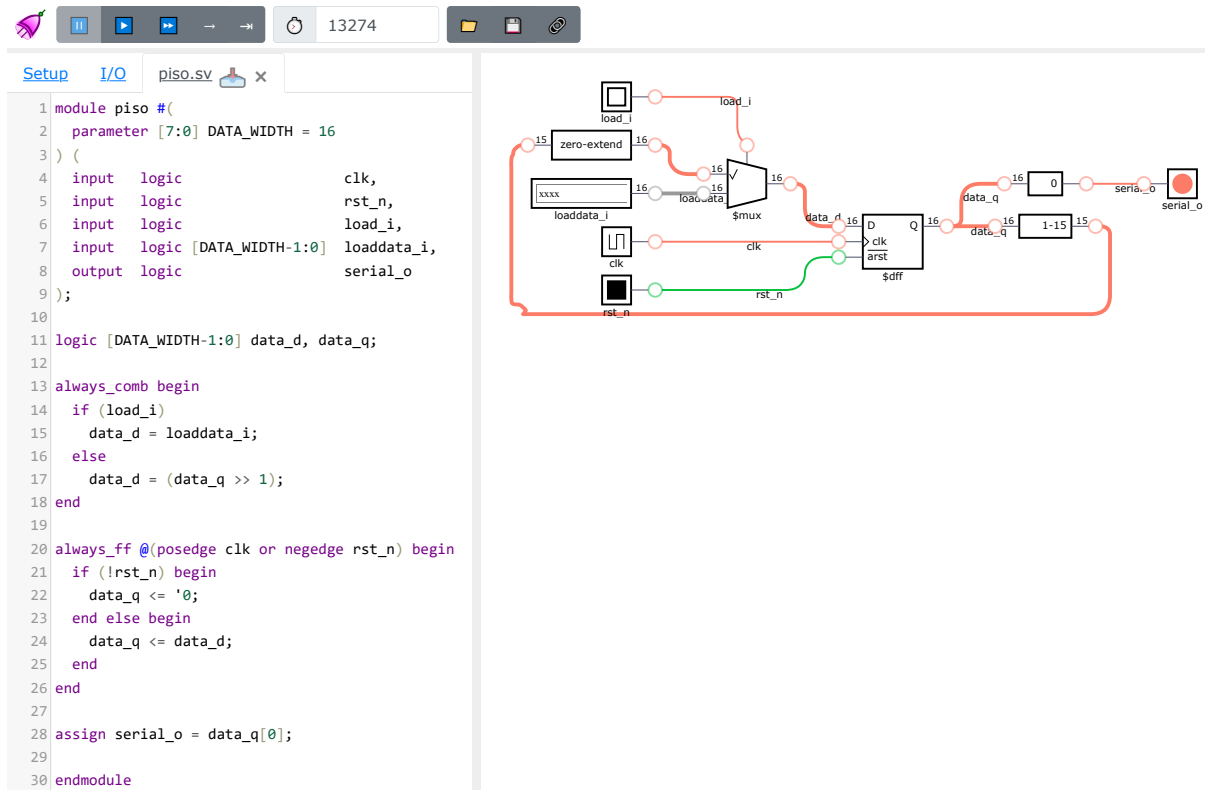 13274
Setup I/O piso.sv ×
1 module piso #(
2 parameter [7:0] DATA_WIDTH = 16
3 ) (
4 input logic clk,
5 input logic rst_n,
6 input logic load_i,
7 input logic [DATA_WIDTH-1:0] loaddata_i,
8 output logic serial_o
9 );
10
11 logic [DATA_WIDTH-1:0] data_d, data_q;
12
13 always_comb begin
14 if (load_i)
15 data_d = loaddata_i;
16 else
17 data_d = (data_q >> 1);
18 end
19
20 always_ff @(posedge clk or negedge rst_n) begin
21 if (!rst_n) begin
22 data_q <= '0;
23 end else begin
24 data_q <= data_d;
25 end
26 end
27
28 assign serial_o = data_q[0];
29
30 endmodule
load_i
load_i
15 zero-extend 16
16
xxxx 16
loaddata_i
16
16
$mux
data_d 16
D Q 16
clk
arst
$dff
clk
clk
rst_n
rst_n
data_q
16 0
serial_o
serial_o
data_q
16 1-15 15